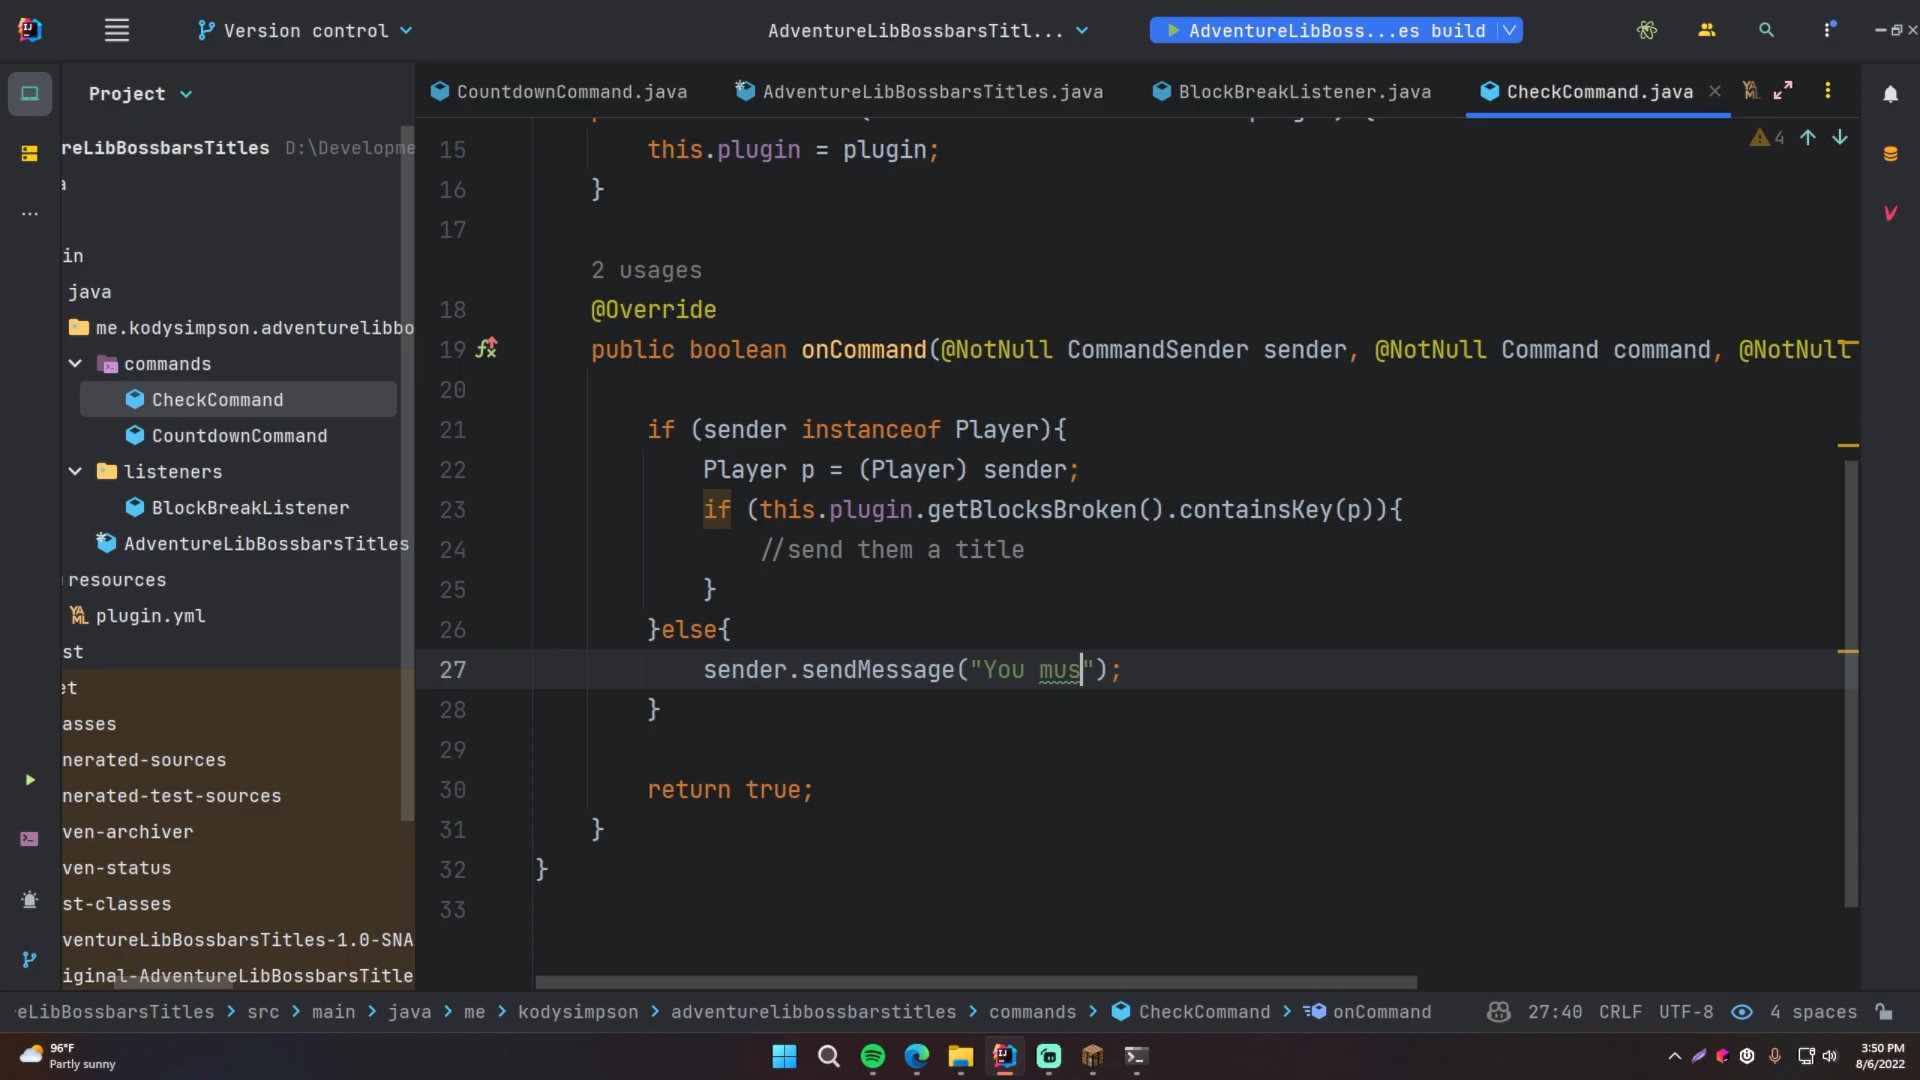 Version control
AdventureLibBossbarsTitl...
AdventureLibBoss...es build
Project
CountdownCommand.java
AdventureLibBossbarsTitles.java
BlockBreakListener.java
CheckCommand.java
reLibBossbarsTitles D:\Developme
a
in
java
me.kodysimpson.adventurelibbo
commands
CheckCommand
CountdownCommand
listeners
BlockBreakListener
AdventureLibBossbarsTitles
resources
plugin.yml
st
et
asses
nerated-sources
nerated-test-sources
ven-archiver
ven-status
st-classes
ventureLibBossbarsTitles-1.0-SNA
iginal-AdventureLibBossbarsTitle
4
15 this.plugin = plugin;
16 }
17
2 usages
18 @Override
19 public boolean onCommand(@NotNull CommandSender sender, @NotNull Command command, @NotNull
20
21 if (sender instanceof Player){
22 Player p = (Player) sender;
23 if (this.plugin.getBlocksBroken().containsKey(p)){
24 //send them a title
25 }
26 }else{
27 sender.sendMessage("You mus");
28 }
29
30 return true;
31 }
32 }
33
eLibBossbarsTitles > src > main > java > me > kodysimpson > adventurelibbossbarstitles > commands > CheckCommand > onCommand
27:40 CRLF UTF-8 4 spaces
96°F
Partly sunny
3:50 PM
8/6/2022